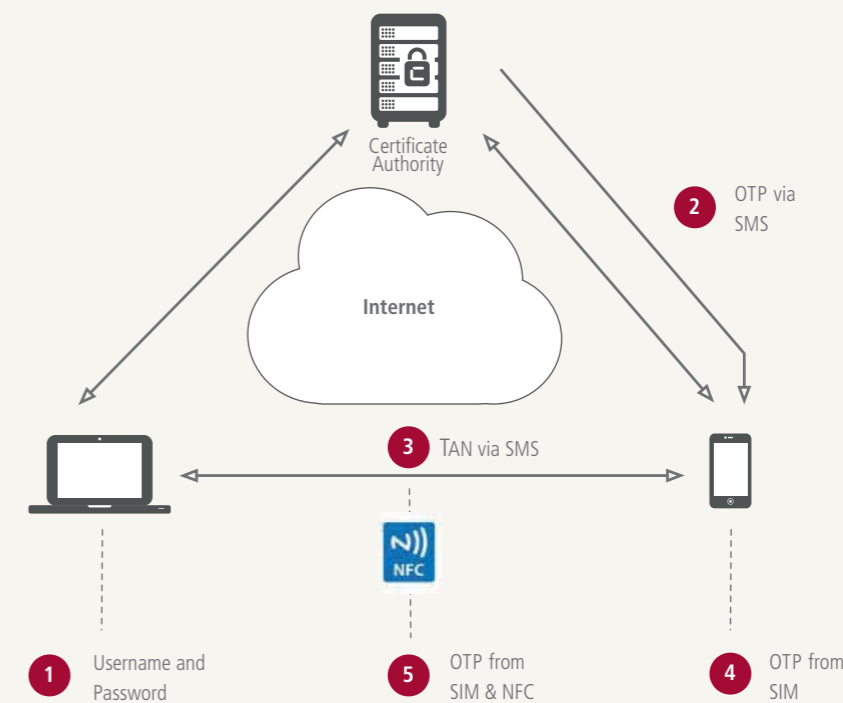 Certificate
Authority
2
OTP via
SMS
Internet
3
TAN via SMS
NFC
1
Username and
Password
5
OTP from
SIM & NFC
4
OTP from
SIM